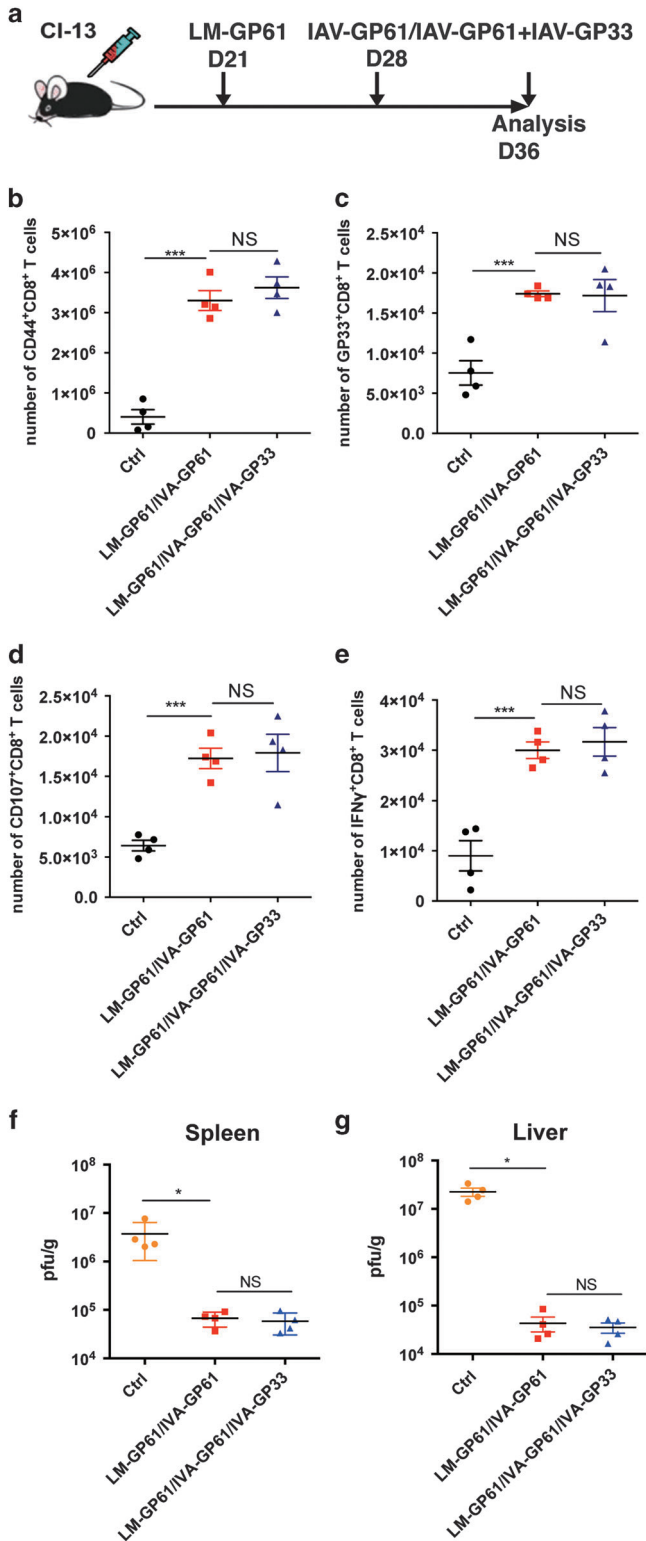 a
CI-13
LM-GP61
IAV-GP61/IAV-GP61+IAV-GP33
D21
D28
Analysis
D36
b
number of CD44⁺CD8⁺ T cells
5×10⁶
4×10⁶
3×10⁶
2×10⁶
1×10⁶
0
***
NS
Ctrl
LM-GP61/IVA-GP61
LM-GP61/IVA-GP61/IVA-GP33
c
number of GP33⁺CD8⁺ T cells
2.5×10⁴
2.0×10⁴
1.5×10⁴
1.0×10⁴
5.0×10³
0.0
***
NS
Ctrl
LM-GP61/IVA-GP61
LM-GP61/IVA-GP61/IVA-GP33
d
number of CD107⁺CD8⁺ T cells
2.5×10⁴
2.0×10⁴
1.5×10⁴
1.0×10⁴
5.0×10³
0.0
***
NS
Ctrl
LM-GP61/IVA-GP61
LM-GP61/IVA-GP61/IVA-GP33
e
number of IFNγ⁺CD8⁺ T cells
4×10⁴
3×10⁴
2×10⁴
1×10⁴
0
***
NS
Ctrl
LM-GP61/IVA-GP61
LM-GP61/IVA-GP61/IVA-GP33
f
Spleen
pfu/g
10⁸
10⁷
10⁶
10⁵
10⁴
*
NS
Ctrl
LM-GP61/IVA-GP61
LM-GP61/IVA-GP61/IVA-GP33
g
Liver
pfu/g
10⁸
10⁷
10⁶
10⁵
10⁴
*
NS
Ctrl
LM-GP61/IVA-GP61
LM-GP61/IVA-GP61/IVA-GP33